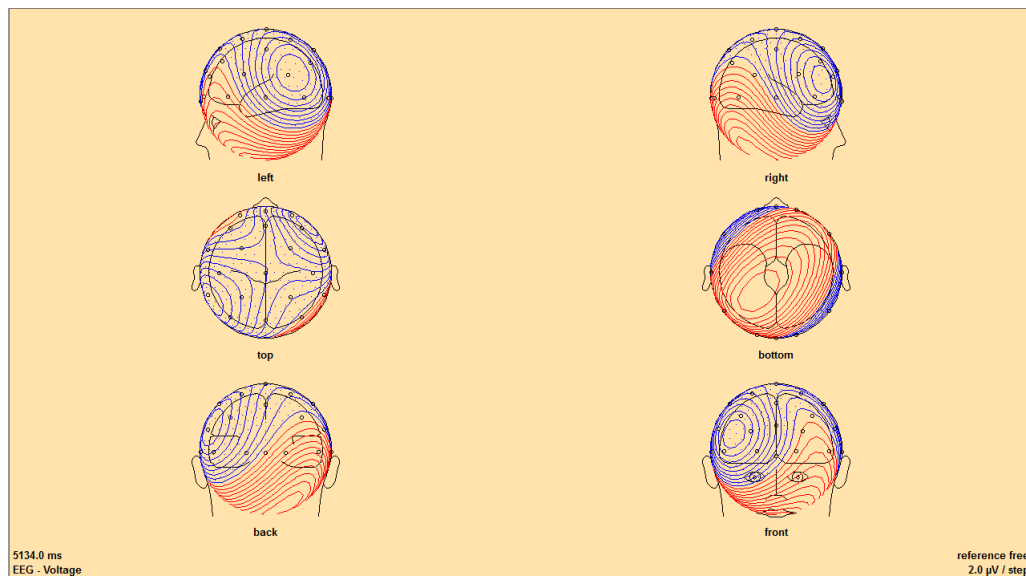 left
right
top
bottom
back
front
5134.0 ms
EEG - Voltage
reference free
2.0 µV / step